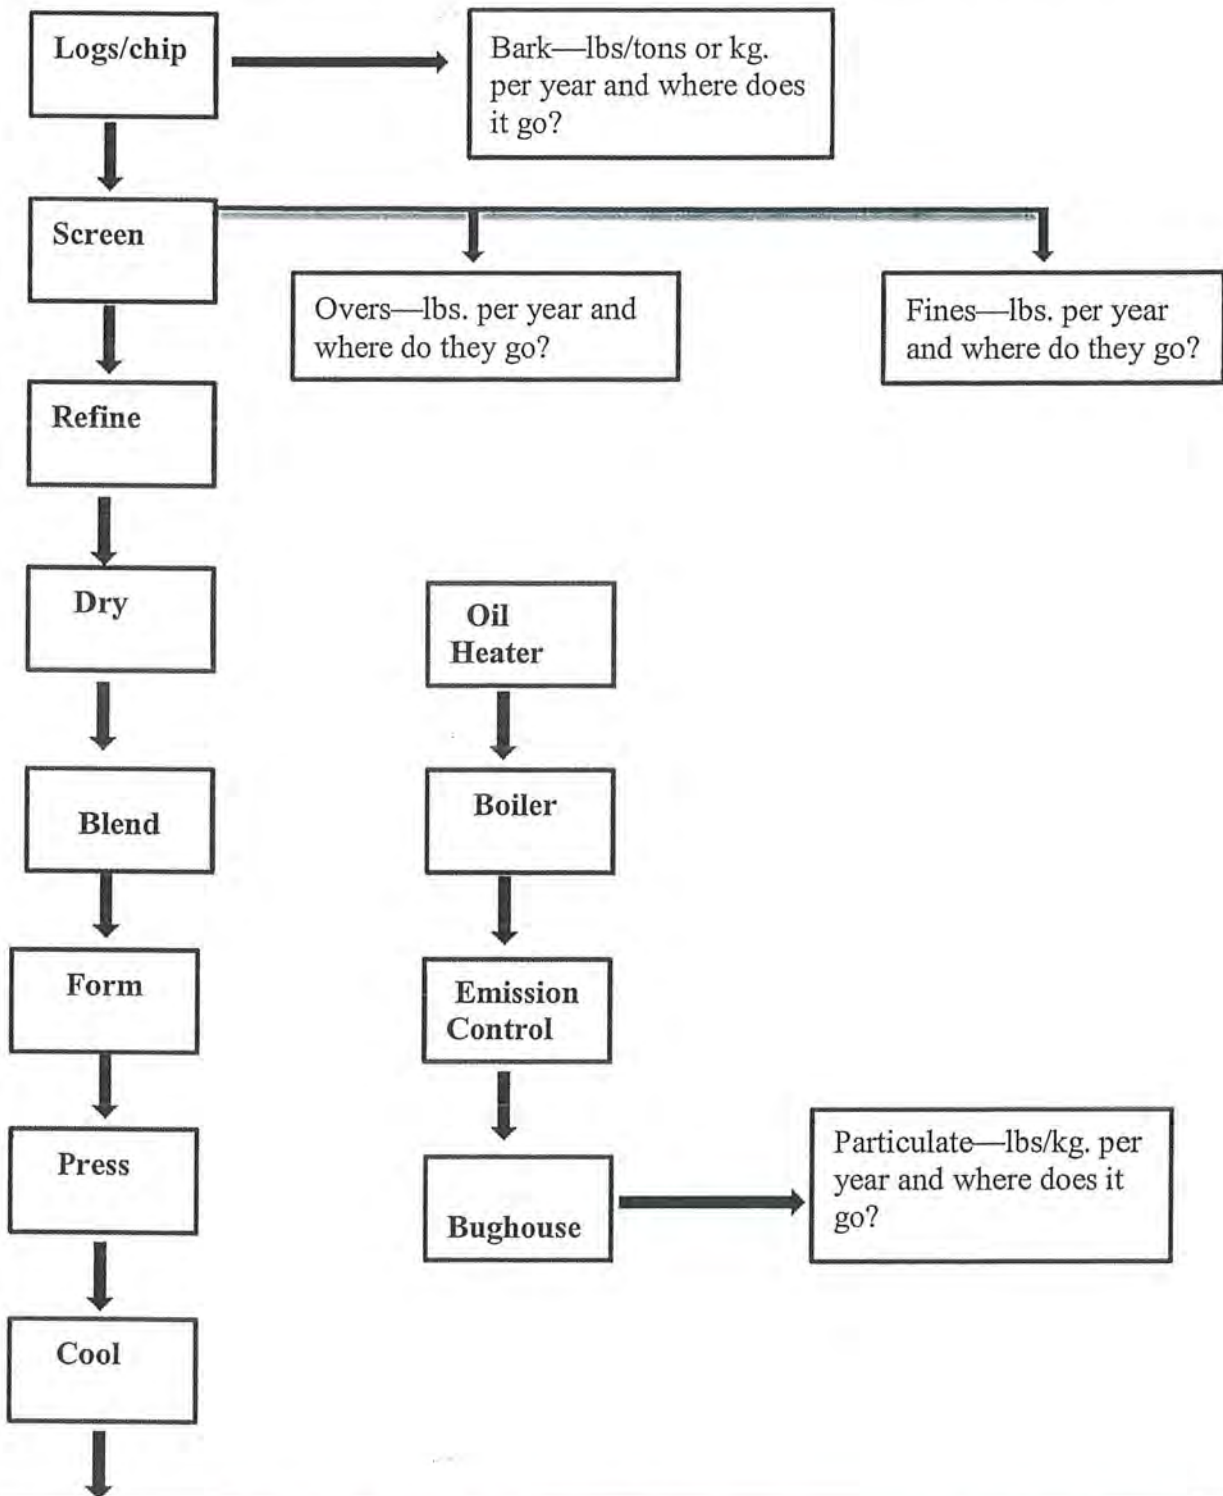 Logs/chip
Bark—lbs/tons or kg.
per year and where does
it go?
Screen
Overs—lbs. per year and
where do they go?
Fines—lbs. per year
and where do they go?
Refine
Dry
Oil
Heater
Blend
Boiler
Form
Emission
Control
Press
Bughouse
Particulate—lbs/kg. per
year and where does it
go?
Cool